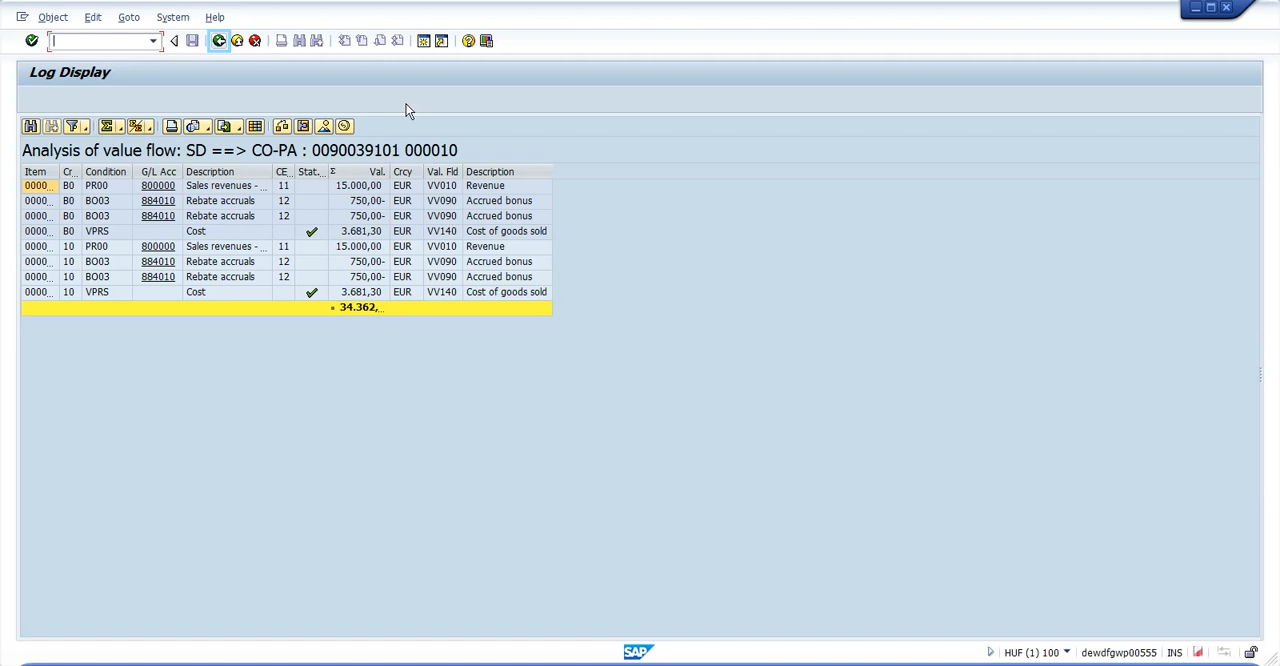 Object Edit Goto System Help
Log Display
Analysis of value flow: SD ==> CO-PA : 0090039101 000010
Item Cr... Condition G/L Acc Description CE... Stat... Σ Val. Crcy Val. Fld Description
0000... B0 PR00 800000 Sales revenues - ... 11 15.000,00 EUR VV010 Revenue
0000... B0 BO03 884010 Rebate accruals 12 750,00- EUR VV090 Accrued bonus
0000... B0 BO03 884010 Rebate accruals 12 750,00- EUR VV090 Accrued bonus
0000... B0 VPRS Cost 3.681,30 EUR VV140 Cost of goods sold
0000... 10 PR00 800000 Sales revenues - ... 11 15.000,00 EUR VV010 Revenue
0000... 10 BO03 884010 Rebate accruals 12 750,00- EUR VV090 Accrued bonus
0000... 10 BO03 884010 Rebate accruals 12 750,00- EUR VV090 Accrued bonus
0000... 10 VPRS Cost 3.681,30 EUR VV140 Cost of goods sold
34.362,...
SAP HUF (1) 100 dewdfgwp00555 INS